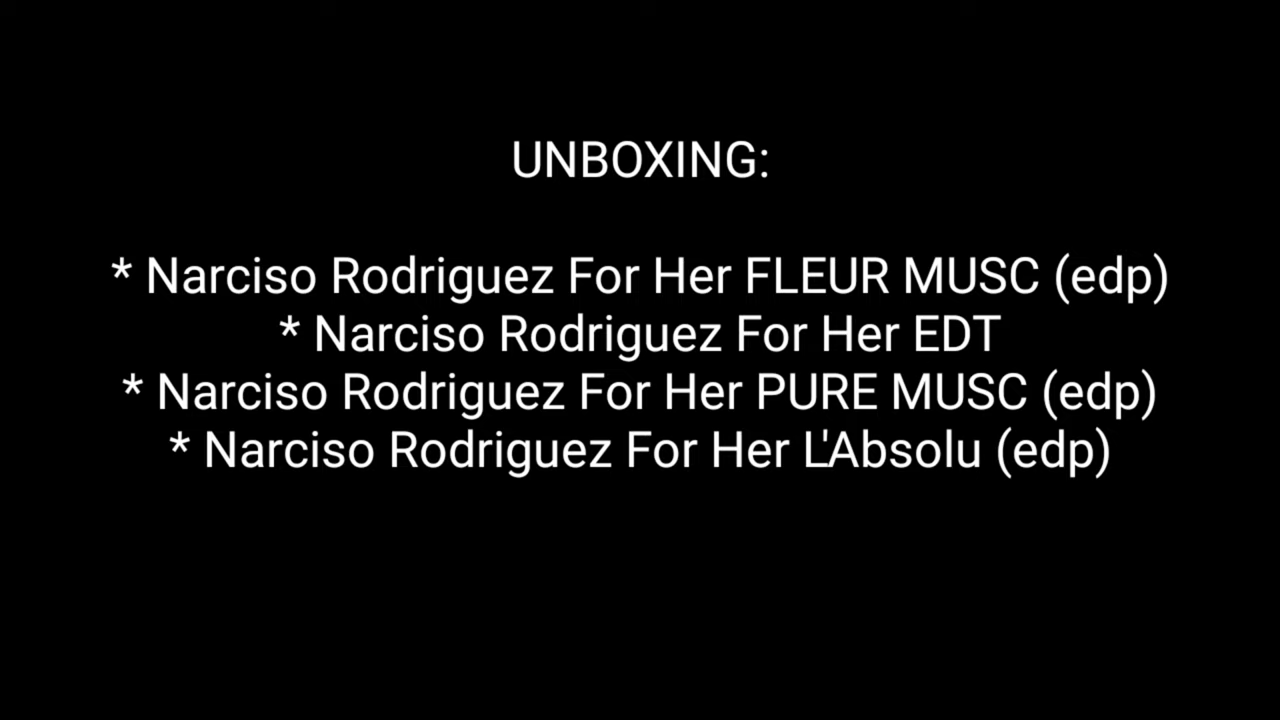 UNBOXING:
* Narciso Rodriguez For Her FLEUR MUSC (edp)
* Narciso Rodriguez For Her EDT
* Narciso Rodriguez For Her PURE MUSC (edp)
* Narciso Rodriguez For Her L'Absolu (edp)